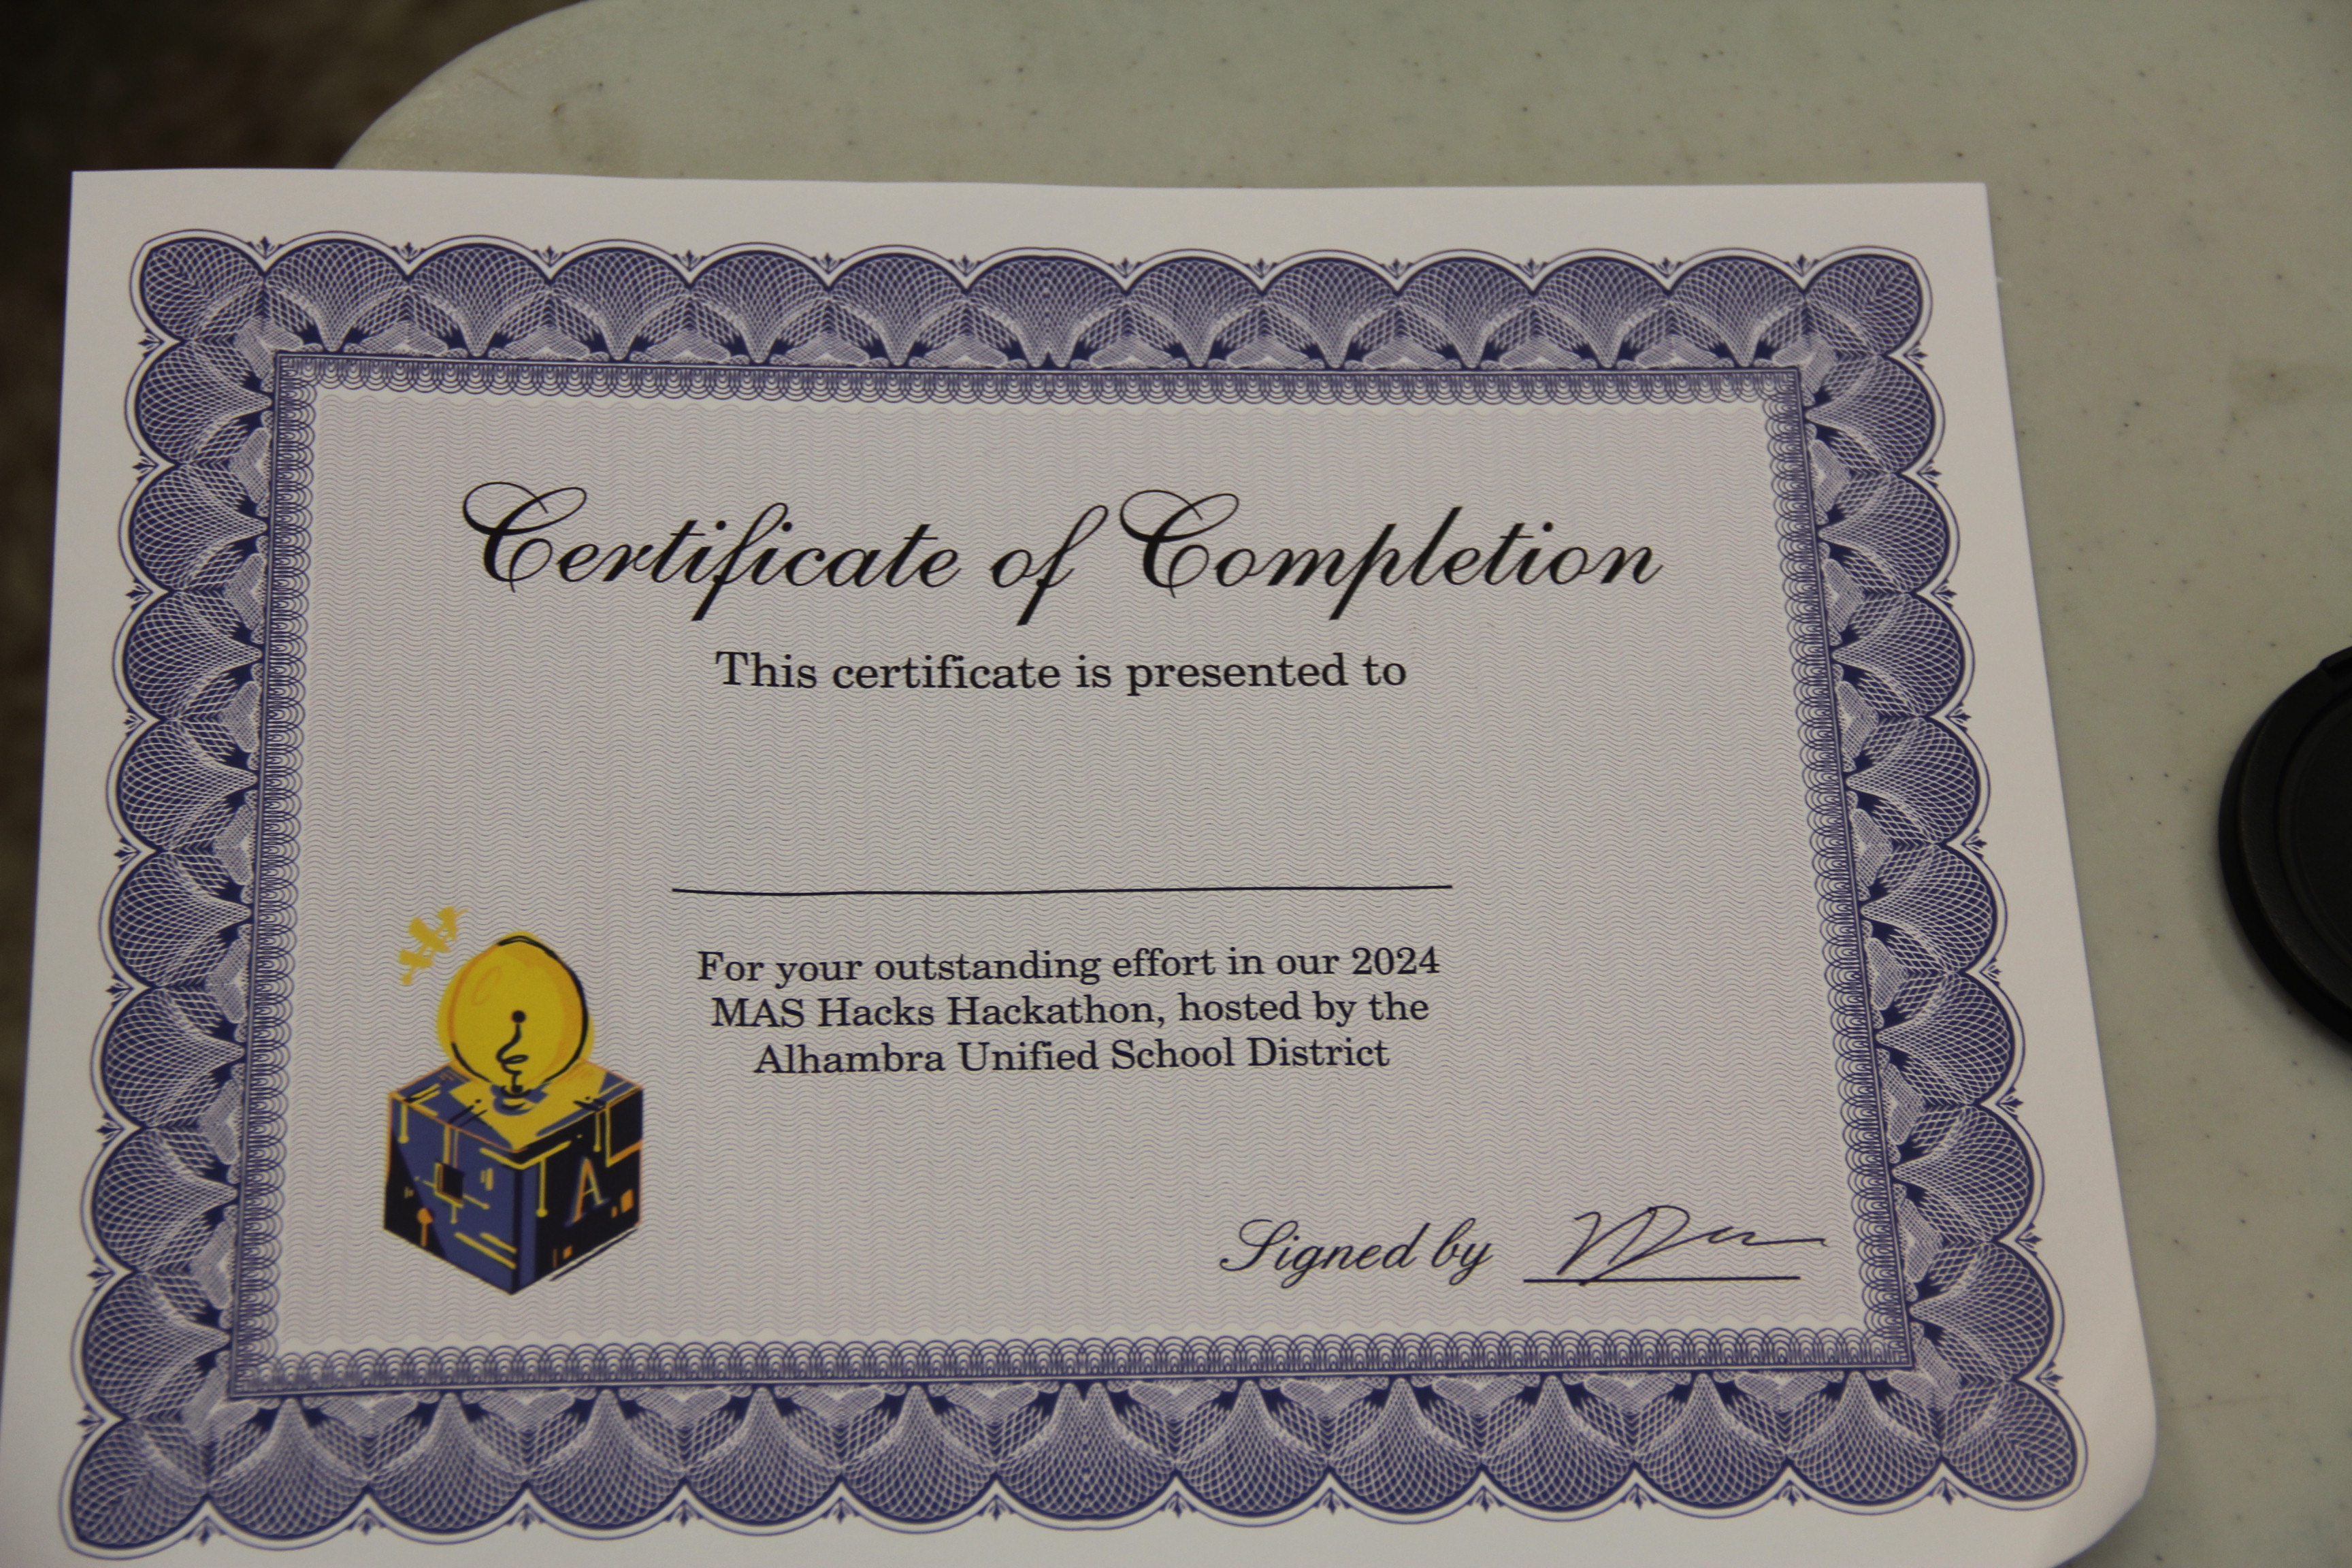 Certificate of Completion
This certificate is presented to
For your outstanding effort in our 2024
MAS Hacks Hackathon, hosted by the
Alhambra Unified School District
A
Signed by